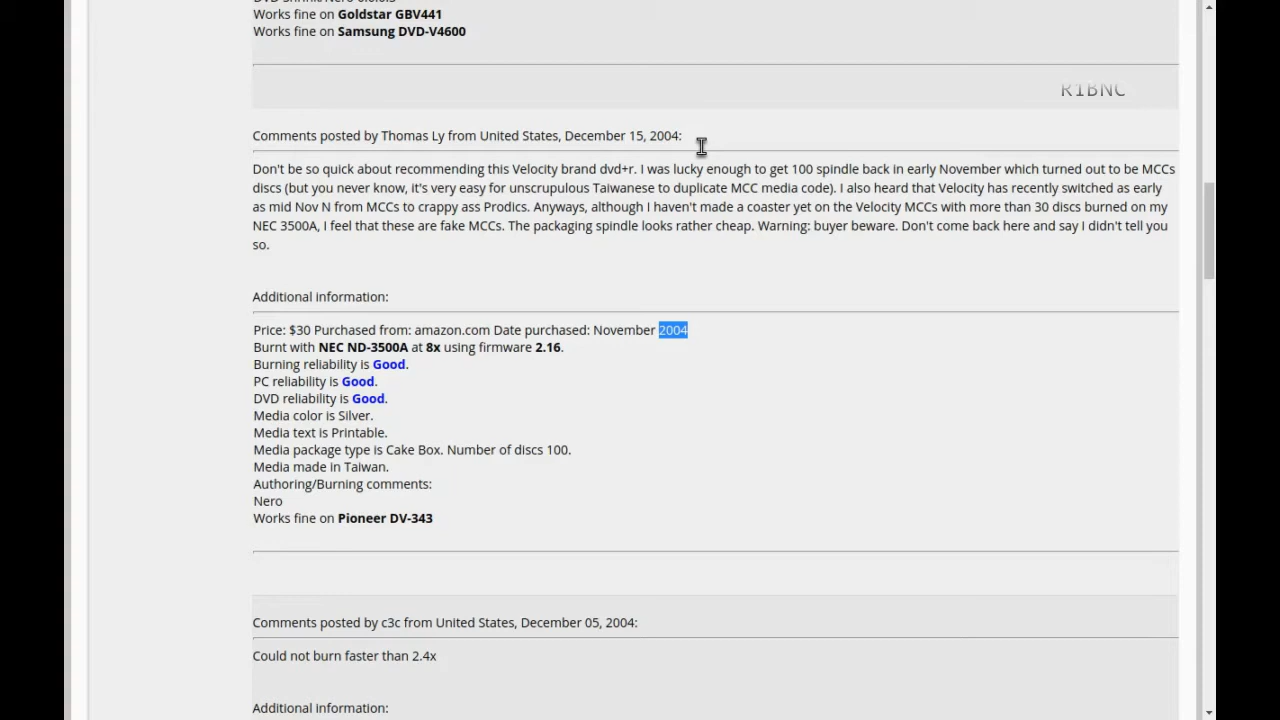 Works fine on Goldstar GBV441
Works fine on Samsung DVD-V4600
Comments posted by Thomas Ly from United States, December 15, 2004:
Don't be so quick about recommending this Velocity brand dvd+r. I was lucky enough to get 100 spindle back in early November which turned out to be MCCs
discs (but you never know, it's very easy for unscrupulous Taiwanese to duplicate MCC media code). I also heard that Velocity has recently switched as early
as mid Nov N from MCCs to crappy ass Prodics. Anyways, although I haven't made a coaster yet on the Velocity MCCs with more than 30 discs burned on my
NEC 3500A, I feel that these are fake MCCs. The packaging spindle looks rather cheap. Warning: buyer beware. Don't come back here and say I didn't tell you
so.
Additional information:
Price: $30 Purchased from: amazon.com Date purchased: November 2004
Burnt with NEC ND-3500A at 8x using firmware 2.16.
Burning reliability is Good.
PC reliability is Good.
DVD reliability is Good.
Media color is Silver.
Media text is Printable.
Media package type is Cake Box. Number of discs 100.
Media made in Taiwan.
Authoring/Burning comments:
Nero
Works fine on Pioneer DV-343
Comments posted by c3c from United States, December 05, 2004:
Could not burn faster than 2.4x
Additional information: